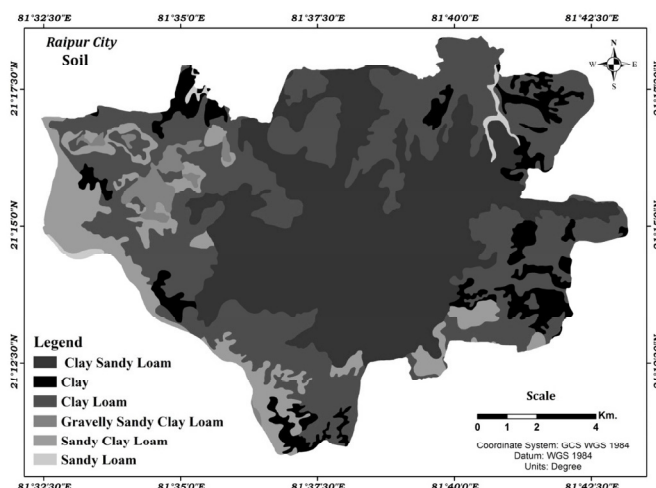 81°32'30"E 81°35'0"E 81°37'30"E 81°40'0"E 81°42'30"E
Raipur City
Soil
N
W E
S
21°17'30"N
21°15'0"N
21°12'30"N
Legend
Clay Sandy Loam
Clay
Clay Loam
Gravelly Sandy Clay Loam
Sandy Clay Loam
Sandy Loam
Scale
0 1 2 4 Km.
Coordinate System: GCS WGS 1984
Datum: WGS 1984
Units: Degree
81°32'30"E 81°35'0"E 81°37'30"E 81°40'0"E 81°42'30"E